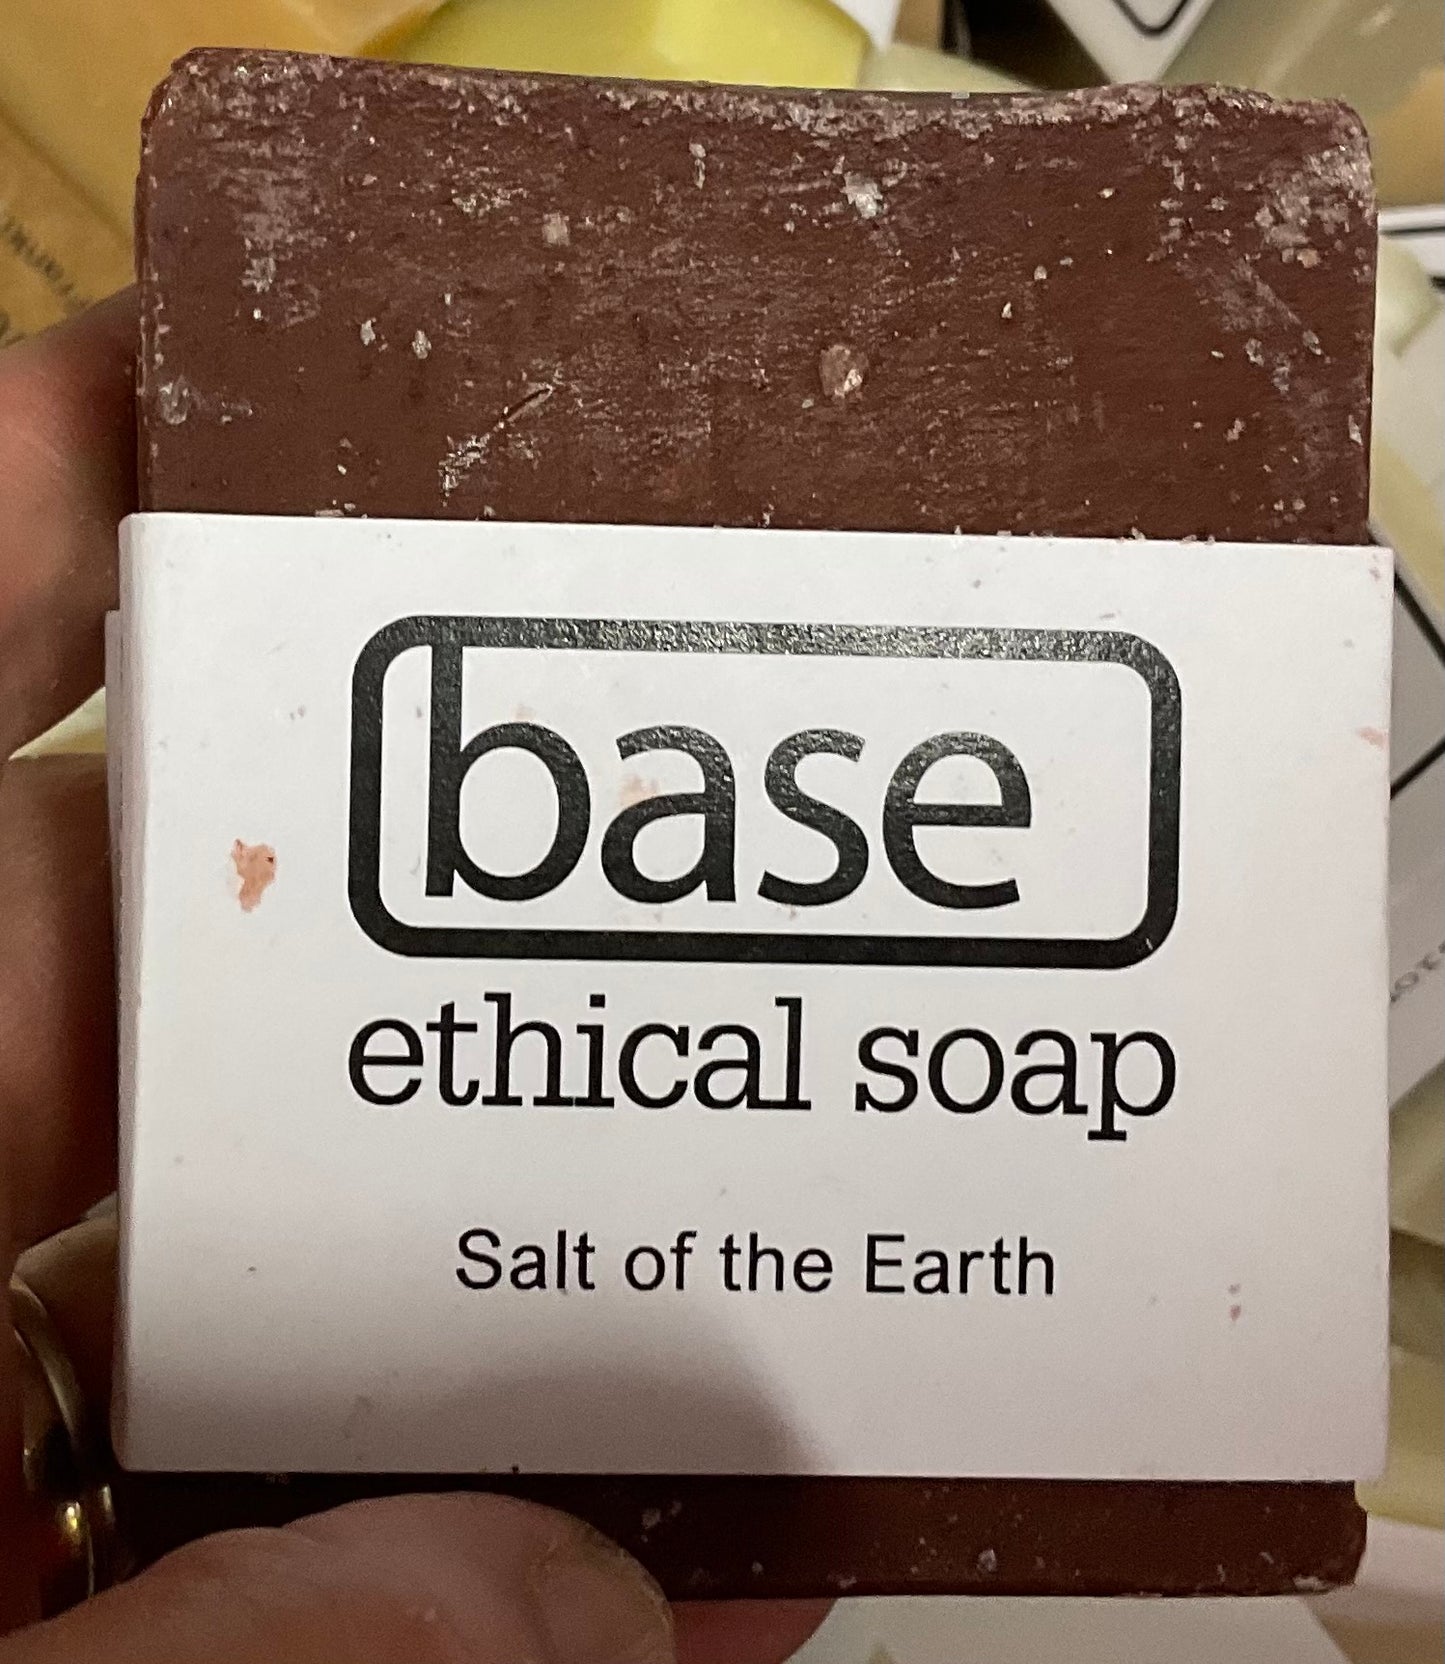 base
ethical soap
Salt of the Earth